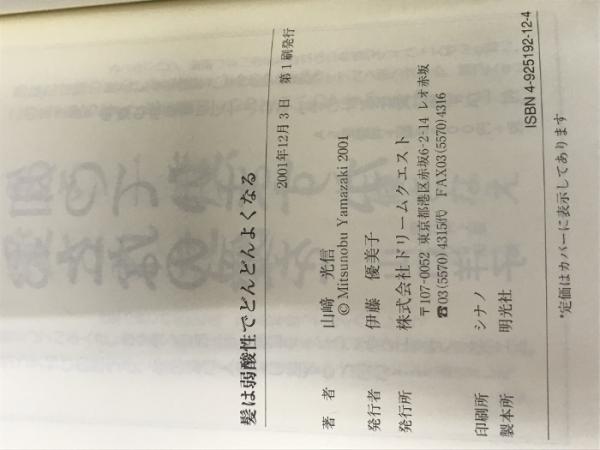 髪は弱酸性でどんどんよくなる
2001年12月3日　第1刷発行
著　者　山﨑　光信
© Mitsunobu Yamazaki 2001
発行者　伊藤　優美子
発行所　株式会社ドリームクエスト
〒107-0052 東京都港区赤坂6-2-14 レオ赤坂
☎03(5570)4315代　FAX03(5570)4316
印刷所　シナノ
製本所　明光社
ISBN 4-925192-12-4
*定価はカバーに表示してあります